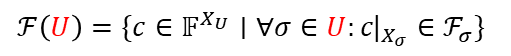 ℱ(U) = {c ∈ 𝔽^{X_U} | ∀σ ∈ U: c|_{X_σ} ∈ ℱ_σ}